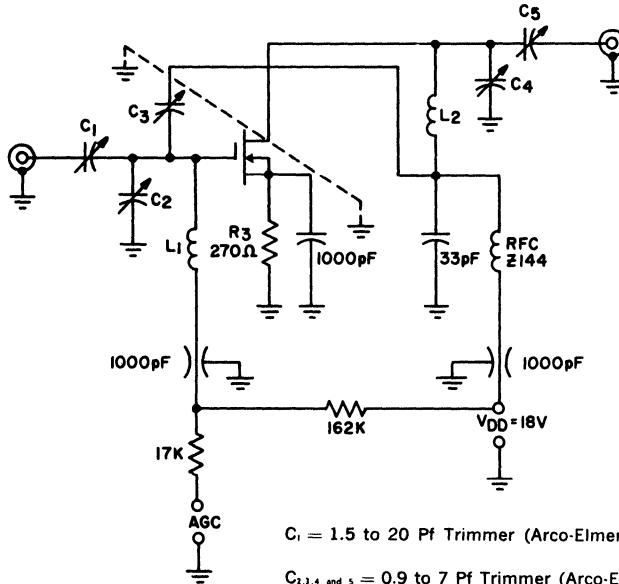 C5
C3
C4
C1
L2
C2
L1
R3
270Ω
1000pF
33pF
RFC
Z144
1000pF
1000pF
162K
VDD=18V
17K
AGC
C1 = 1.5 to 20 Pf Trimmer (Arco-Elmer
C2,3,4 and 5 = 0.9 to 7 Pf Trimmer (Arco-E